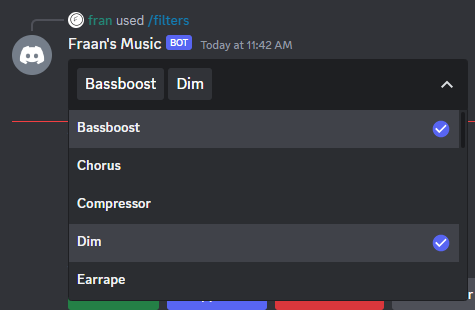 fran used /filters
Fraan's Music BOT Today at 11:42 AM
Bassboost Dim
Bassboost
Chorus
Compressor
Dim
Earrape